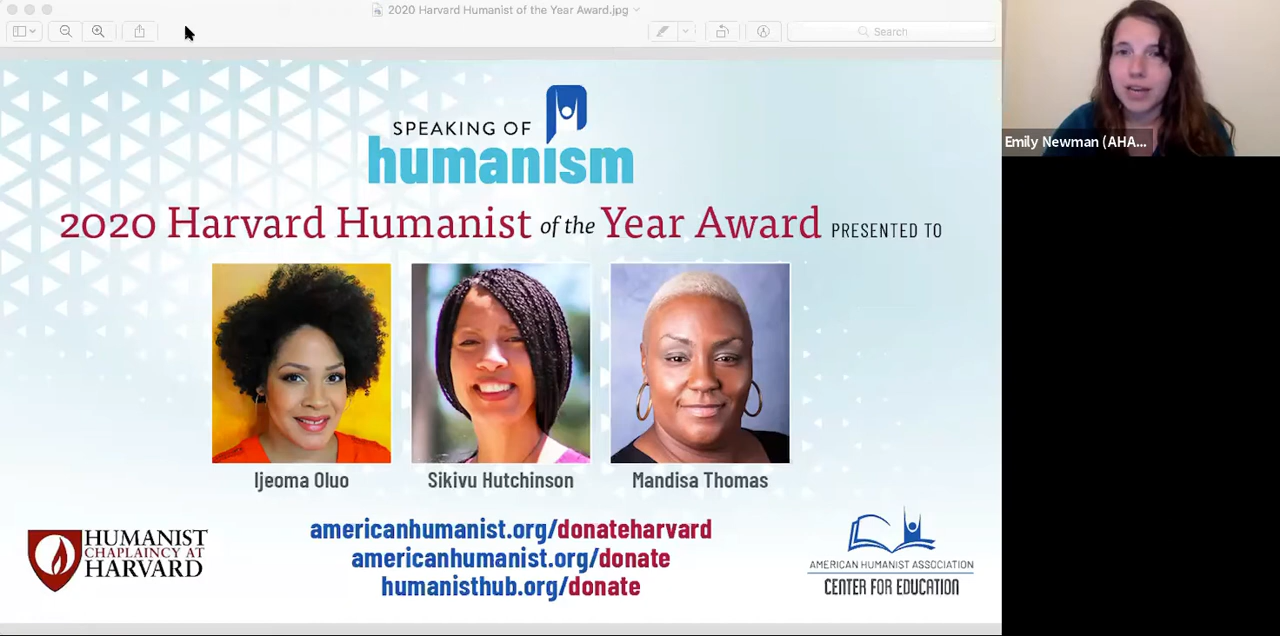 2020 Harvard Humanist of the Year Award.jpg
Search
Emily Newman (AHA...
SPEAKING OF
humanism
2020 Harvard Humanist of the Year Award PRESENTED TO
Ijeoma Oluo
Sikivu Hutchinson
Mandisa Thomas
americanhumanist.org/donateharvard
americanhumanist.org/donate
humanisthub.org/donate
HUMANIST
CHAPLAINCY AT
HARVARD
AMERICAN HUMANIST ASSOCIATION
CENTER FOR EDUCATION